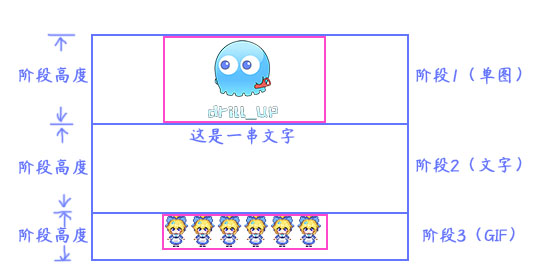 阶段高度
阶段1（单图）
drill_up
这是一串文字
阶段高度
阶段2（文字）
阶段高度
阶段3（GIF）